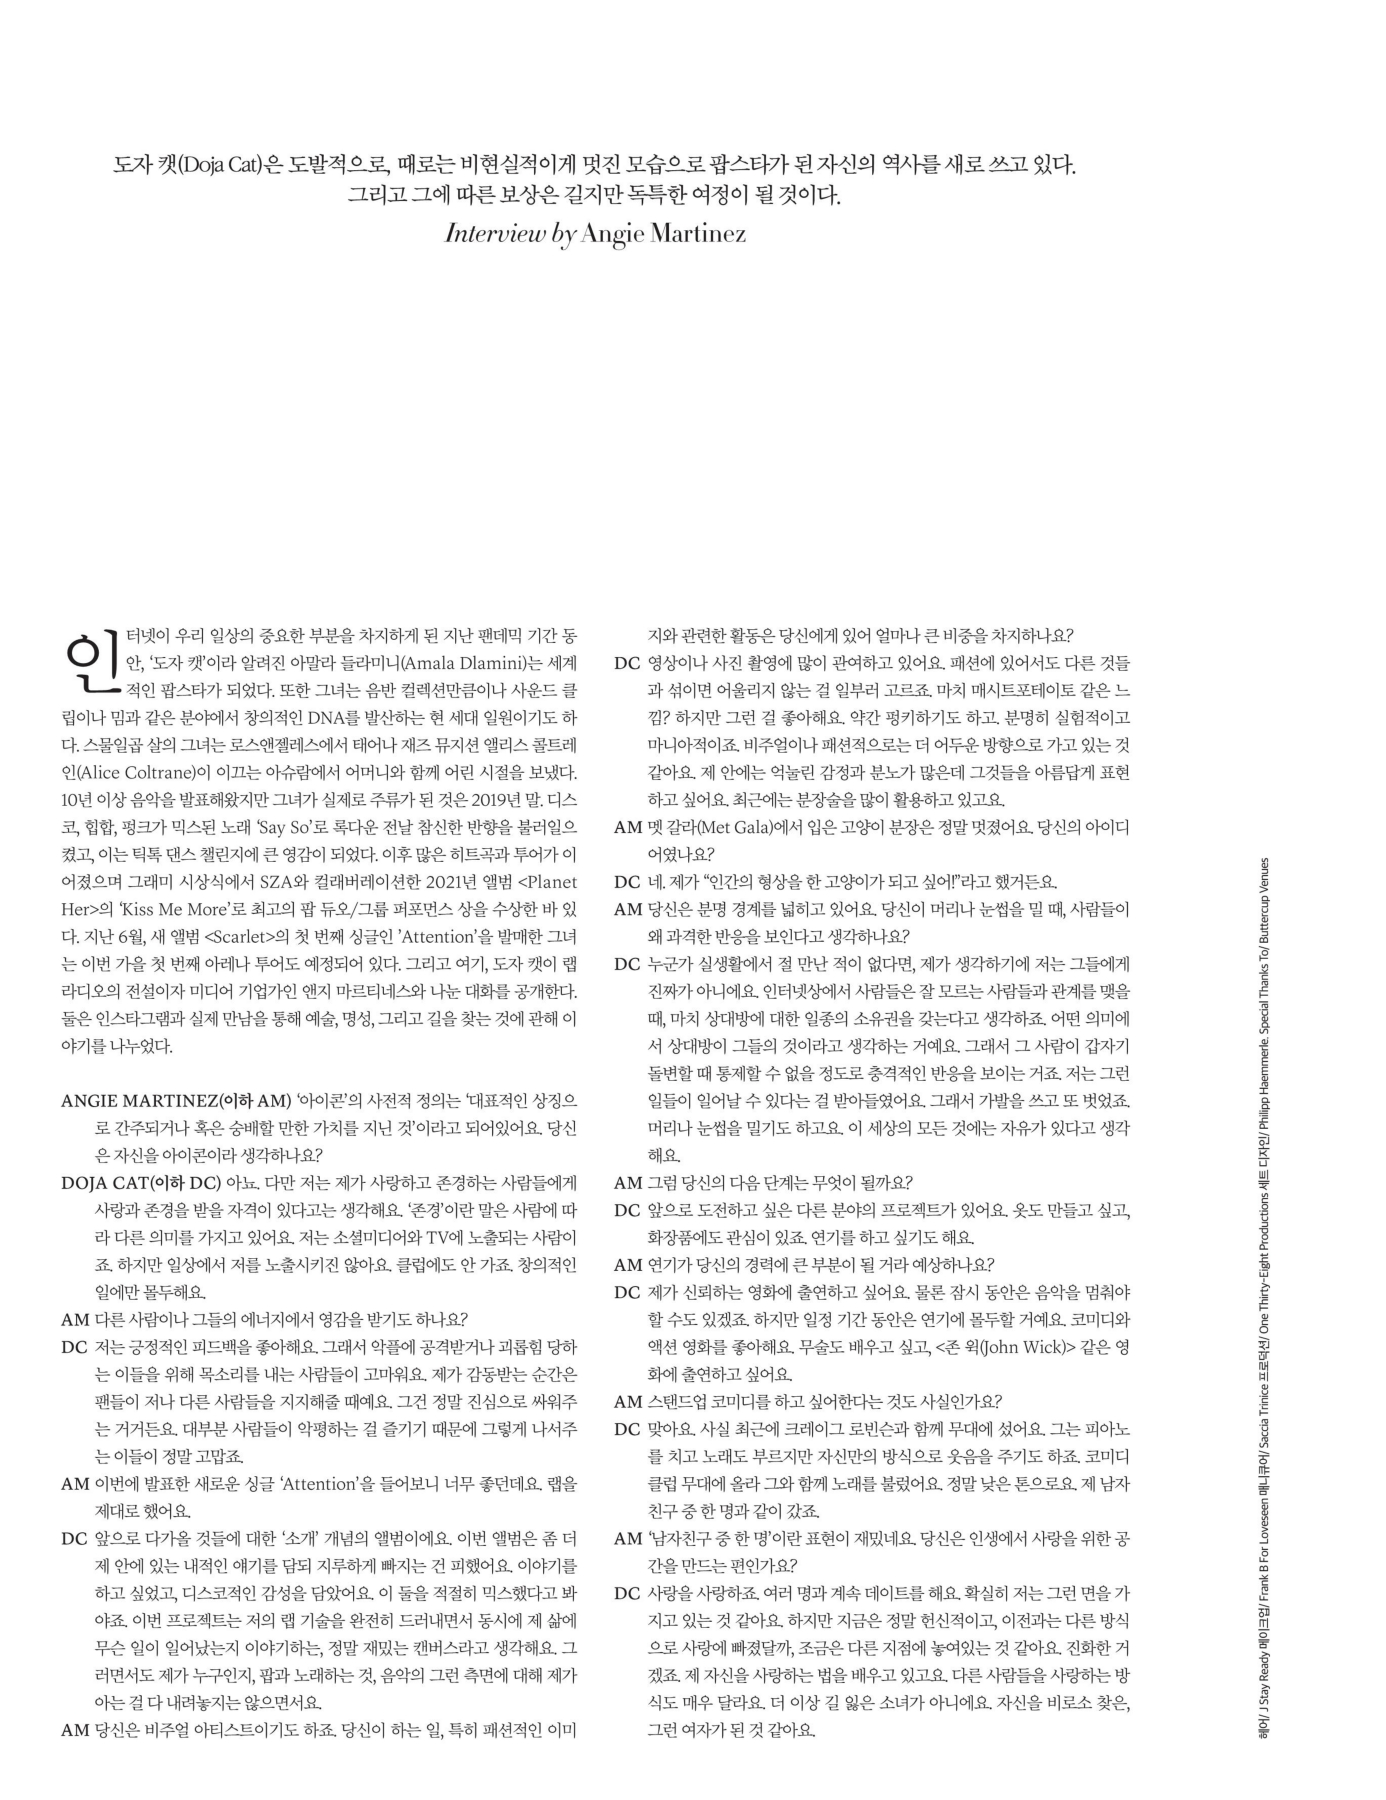 도자 캣(Doja Cat)은 도발적으로, 때로는 비현실적이게 멋진 모습으로 팝스타가 된 자신의 역사를 새로 쓰고 있다.
그리고 그에 따른 보상은 길지만 독특한 여정이 될 것이다.
Interview by Angie Martinez
인터넷이 우리 일상의 중요한 부분을 차지하게 된 지난 팬데믹 기간 동
안, ‘도자 캣’이라 알려진 아말라 들라미니(Amala Dlamini)는 세계
적인 팝스타가 되었다. 또한 그녀는 음반 컬렉션만큼이나 사운드 클
립이나 밈과 같은 분야에서 창의적인 DNA를 발산하는 현 세대 일원이기도 하
다. 스물일곱 살의 그녀는 로스앤젤레스에서 태어나 재즈 뮤지션 앨리스 콜트레
인(Alice Coltrane)이 이끄는 아슈람에서 어머니와 함께 어린 시절을 보냈다.
10년 이상 음악을 발표해왔지만 그녀가 실제로 주류가 된 것은 2019년 말. 디스
코, 힙합, 펑크가 믹스된 노래 ‘Say So’로 록다운 전날 참신한 반향을 불러일으
켰고, 이는 틱톡 댄스 챌린지에 큰 영감이 되었다. 이후 많은 히트곡과 투어가 이
어졌으며 그래미 시상식에서 SZA와 컬래버레이션한 2021년 앨범 <Planet
Her>의 ‘Kiss Me More’로 최고의 팝 듀오/그룹 퍼포먼스 상을 수상한 바 있
다. 지난 6월, 새 앨범 <Scarlet>의 첫 번째 싱글인 ’Attention’을 발매한 그녀
는 이번 가을 첫 번째 아레나 투어도 예정되어 있다. 그리고 여기, 도자 캣이 랩
라디오의 전설이자 미디어 기업가인 앤지 마르티네스와 나눈 대화를 공개한다.
둘은 인스타그램과 실제 만남을 통해 예술, 명성, 그리고 길을 찾는 것에 관해 이
야기를 나누었다.
ANGIE MARTINEZ(이하 AM) ‘아이콘’의 사전적 정의는 ‘대표적인 상징으
로 간주되거나 혹은 숭배할 만한 가치를 지닌 것’이라고 되어있어요. 당신
은 자신을 아이콘이라 생각하나요?
DOJA CAT(이하 DC) 아뇨. 다만 저는 제가 사랑하고 존경하는 사람들에게
사랑과 존경을 받을 자격이 있다고는 생각해요. ‘존경’이란 말은 사람에 따
라 다른 의미를 가지고 있어요. 저는 소셜미디어와 TV에 노출되는 사람이
죠. 하지만 일상에서 저를 노출시키진 않아요. 클럽에도 안 가죠. 창의적인
일에만 몰두해요.
AM 다른 사람이나 그들의 에너지에서 영감을 받기도 하나요?
DC 저는 긍정적인 피드백을 좋아해요. 그래서 악플에 공격받거나 괴롭힘 당하
는 이들을 위해 목소리를 내는 사람들이 고마워요. 제가 감동받는 순간은
팬들이 저나 다른 사람들을 지지해줄 때예요. 그건 정말 진심으로 싸워주
는 거거든요. 대부분 사람들이 악평하는 걸 즐기기 때문에 그렇게 나서주
는 이들이 정말 고맙죠.
AM 이번에 발표한 새로운 싱글 ‘Attention’을 들어보니 너무 좋던데요. 랩을
제대로 했어요.
DC 앞으로 다가올 것들에 대한 ‘소개’ 개념의 앨범이에요. 이번 앨범은 좀 더
제 안에 있는 내적인 얘기를 담되 지루하게 빠지는 건 피했어요. 이야기를
하고 싶었고, 디스코적인 감성을 담았어요. 이 둘을 적절히 믹스했다고 봐
야죠. 이번 프로젝트는 저의 랩 기술을 완전히 드러내면서 동시에 제 삶에
무슨 일이 일어났는지 이야기하는, 정말 재밌는 캔버스라고 생각해요. 그
러면서도 제가 누구인지, 팝과 노래하는 것, 음악의 그런 측면에 대해 제가
아는 걸 다 내려놓지는 않으면서요.
AM 당신은 비주얼 아티스트이기도 하죠. 당신이 하는 일, 특히 패션적인 이미
지와 관련한 활동은 당신에게 있어 얼마나 큰 비중을 차지하나요?
DC 영상이나 사진 촬영에 많이 관여하고 있어요. 패션에 있어서도 다른 것들
과 섞이면 어울리지 않는 걸 일부러 고르죠. 마치 매시트포테이토 같은 느
낌? 하지만 그런 걸 좋아해요. 약간 펑키하기도 하고. 분명히 실험적이고
마니아적이죠. 비주얼이나 패션적으로는 더 어두운 방향으로 가고 있는 것
같아요. 제 안에는 억눌린 감정과 분노가 많은데 그것들을 아름답게 표현
하고 싶어요. 최근에는 분장술을 많이 활용하고 있고요.
AM 멧 갈라(Met Gala)에서 입은 고양이 분장은 정말 멋졌어요. 당신의 아이디
어였나요?
DC 네. 제가 “인간의 형상을 한 고양이가 되고 싶어!”라고 했거든요.
AM 당신은 분명 경계를 넓히고 있어요. 당신이 머리나 눈썹을 밀 때, 사람들이
왜 과격한 반응을 보인다고 생각하나요?
DC 누군가 실생활에서 절 만난 적이 없다면, 제가 생각하기에 저는 그들에게
진짜가 아니에요. 인터넷상에서 사람들은 잘 모르는 사람들과 관계를 맺을
때, 마치 상대방에 대한 일종의 소유권을 갖는다고 생각하죠. 어떤 의미에
서 상대방이 그들의 것이라고 생각하는 거예요. 그래서 그 사람이 갑자기
돌변할 때 통제할 수 없을 정도로 충격적인 반응을 보이는 거죠. 저는 그런
일들이 일어날 수 있다는 걸 받아들였어요. 그래서 가발을 쓰고 또 벗었죠.
머리나 눈썹을 밀기도 하고요. 이 세상의 모든 것에는 자유가 있다고 생각
해요.
AM 그럼 당신의 다음 단계는 무엇이 될까요?
DC 앞으로 도전하고 싶은 다른 분야의 프로젝트가 있어요. 옷도 만들고 싶고,
화장품에도 관심이 있죠. 연기를 하고 싶기도 해요.
AM 연기가 당신의 경력에 큰 부분이 될 거라 예상하나요?
DC 제가 신뢰하는 영화에 출연하고 싶어요. 물론 잠시 동안은 음악을 멈춰야
할 수도 있겠죠. 하지만 일정 기간 동안은 연기에 몰두할 거예요. 코미디와
액션 영화를 좋아해요. 무술도 배우고 싶고, <존 윅(John Wick)> 같은 영
화에 출연하고 싶어요.
AM 스탠드업 코미디를 하고 싶어한다는 것도 사실인가요?
DC 맞아요. 사실 최근에 크레이그 로빈슨과 함께 무대에 섰어요. 그는 피아노
를 치고 노래도 부르지만 자신만의 방식으로 웃음을 주기도 하죠. 코미디
클럽 무대에 올라 그와 함께 노래를 불렀어요. 정말 낮은 톤으로요. 제 남자
친구 중 한 명과 같이 갔죠.
AM ‘남자친구 중 한 명’이란 표현이 재밌네요. 당신은 인생에서 사랑을 위한 공
간을 만드는 편인가요?
DC 사랑을 사랑하죠. 여러 명과 계속 데이트를 해요. 확실히 저는 그런 면을 가
지고 있는 것 같아요. 하지만 지금은 정말 헌신적이고, 이전과는 다른 방식
으로 사랑에 빠졌달까, 조금은 다른 지점에 놓여있는 것 같아요. 진화한 거
겠죠. 제 자신을 사랑하는 법을 배우고 있고요. 다른 사람들을 사랑하는 방
식도 매우 달라요. 더 이상 길 잃은 소녀가 아니에요. 자신을 비로소 찾은,
그런 여자가 된 것 같아요.
헤어/ J Stay Ready 메이크업/ Frank B For Loveseen 매니큐어/ Saccia Trinice 프로덕션/ One Thirty-Eight Productions 세트 디자인/ Philipp Haemmerle. Special Thanks To/ Buttercup Venues